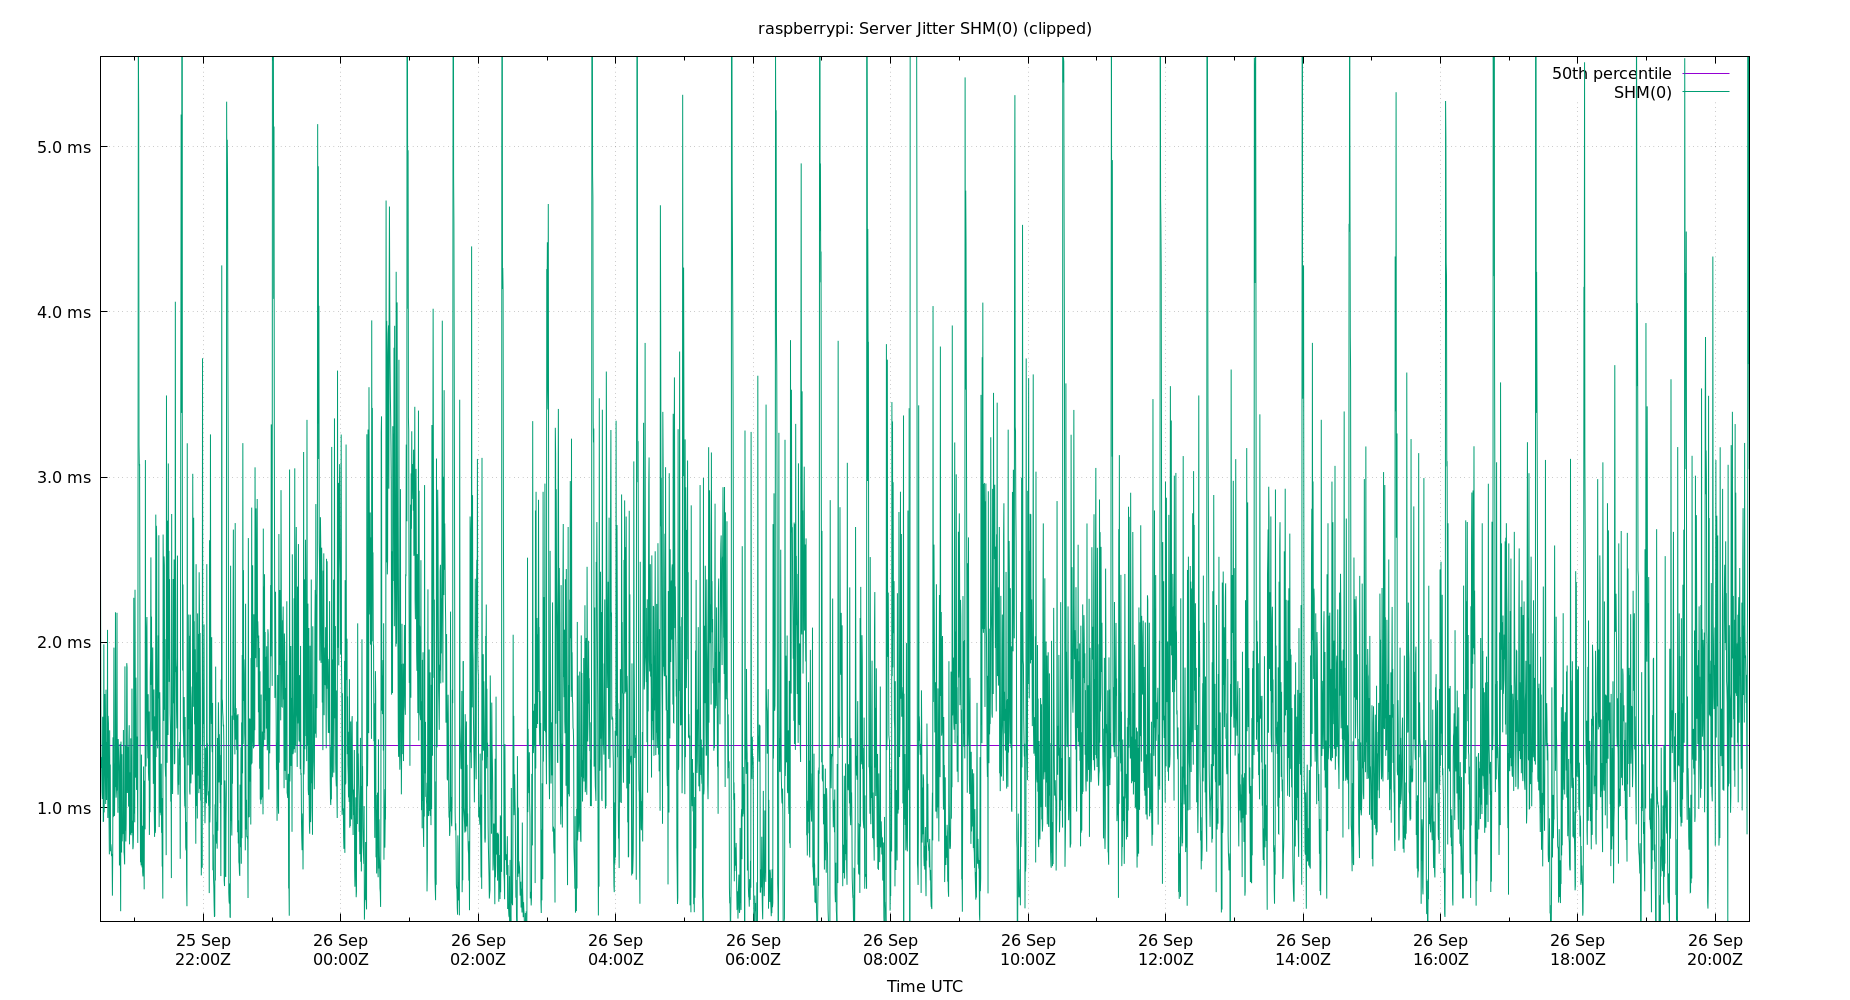 raspberrypi: Server Jitter SHM(0) (clipped)
50th percentile
SHM(0)
5.0 ms
4.0 ms
3.0 ms
2.0 ms
1.0 ms
25 Sep 26 Sep 26 Sep 26 Sep 26 Sep 26 Sep 26 Sep 26 Sep 26 Sep 26 Sep 26 Sep 26 Sep
22:00Z 00:00Z 02:00Z 04:00Z 06:00Z 08:00Z 10:00Z 12:00Z 14:00Z 16:00Z 18:00Z 20:00Z
Time UTC